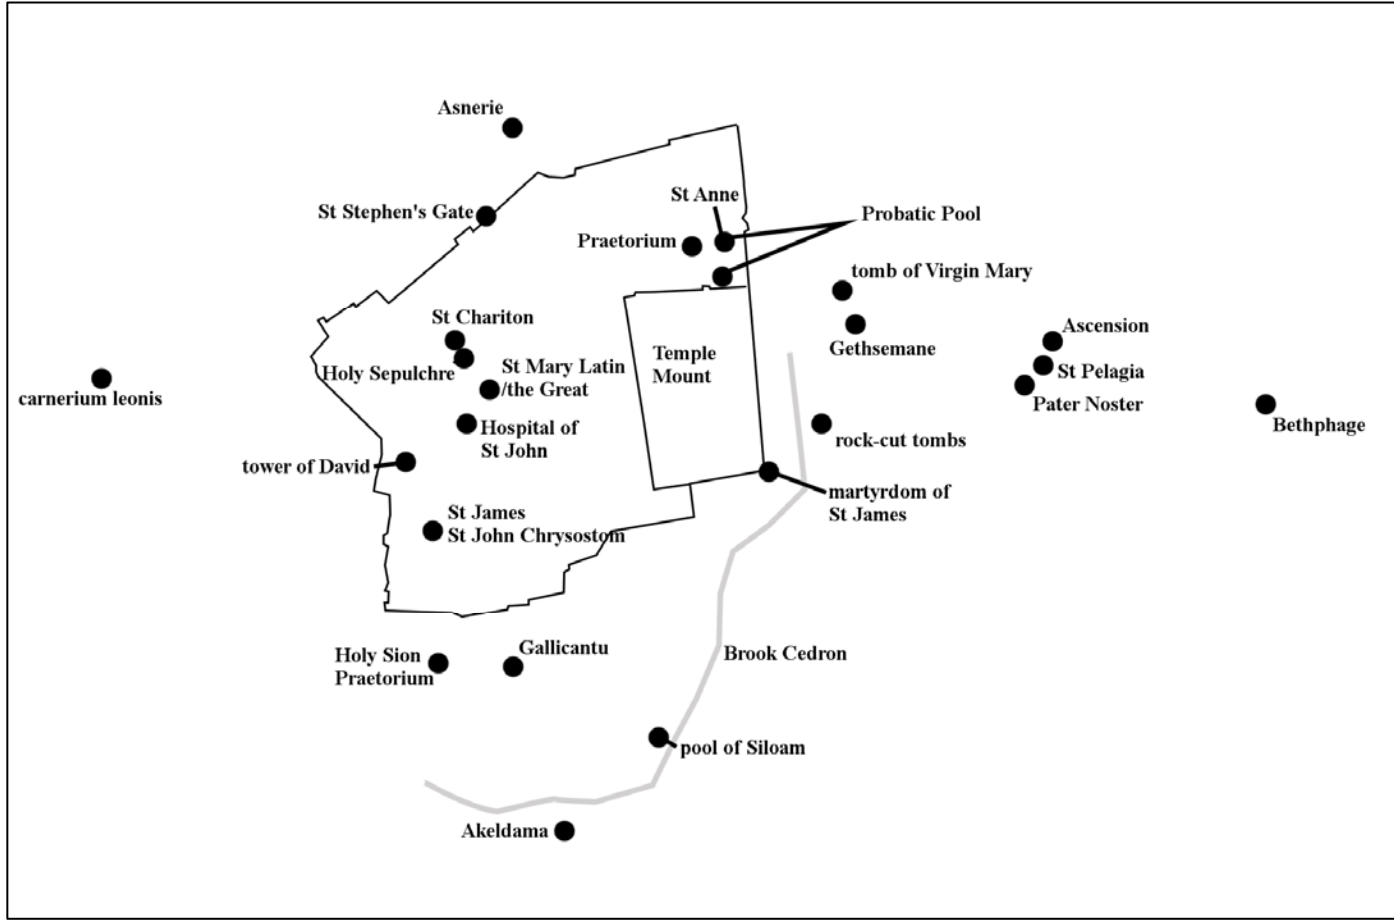 Asnerie
St Anne
St Stephen's Gate
Probatic Pool
Praetorium
tomb of Virgin Mary
St Chariton
Ascension
Gethsemane
Temple
Mount
St Mary Latin
/the Great
Holy Sepulchre
St Pelagia
carnerium leonis
Pater Noster
Bethphage
Hospital of
St John
rock-cut tombs
tower of David
martyrdom of
St James
St James
St John Chrysostom
Gallicantu
Holy Sion
Praetorium
Brook Cedron
pool of Siloam
Akeldama